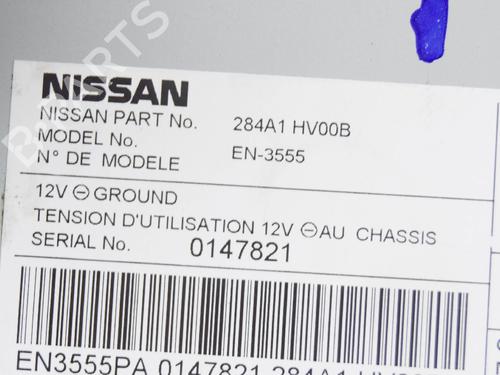 NISSAN
NISSAN PART No. 284A1 HV00B
MODEL No.
N° DE MODELE EN-3555
12V ⊖ GROUND
TENSION D'UTILISATION 12V ⊖ AU CHASSIS
SERIAL No. 0147821
EN3555PA 0147821 284A1